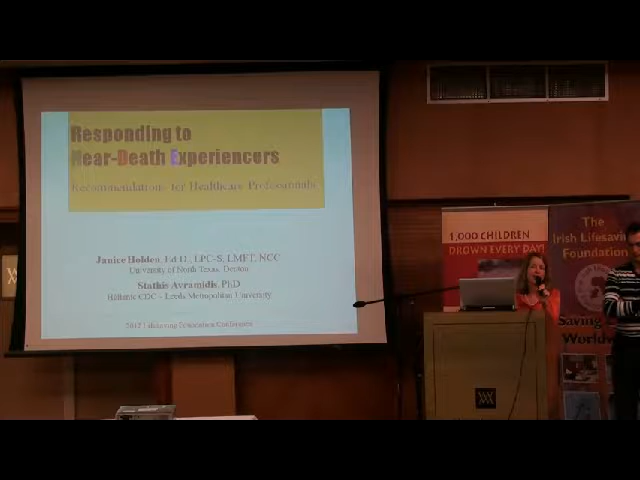 Responding to
Near-Death Experiencers
Recommendations for Healthcare Professionals
Janice Holden, Ed.D., LPC-S, LMFT, NCC
University of North Texas, Denton
Stathis Avramidis, PhD
Hellenic CDC - Leeds Metropolitan University
2012 Lifesaving Foundation Conference
1,000 CHILDREN
DROWN EVERY DAY!
The
Irish Lifesaving
Foundation
Saving
Worldw